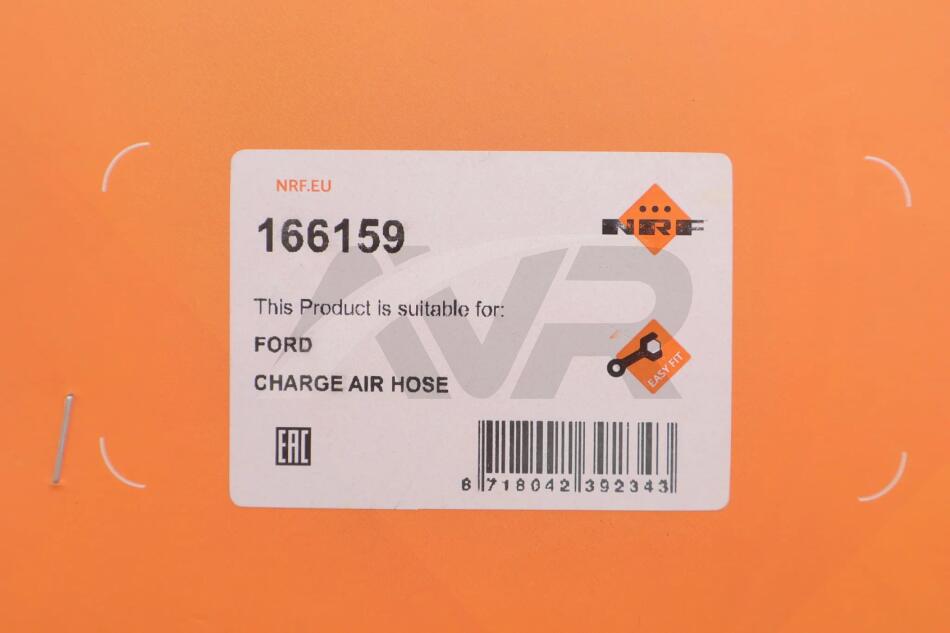 NRF.EU
166159
NRF
This Product is suitable for:
FORD
CHARGE AIR HOSE
EASY FIT
EAC
8 718042 392343
AVR